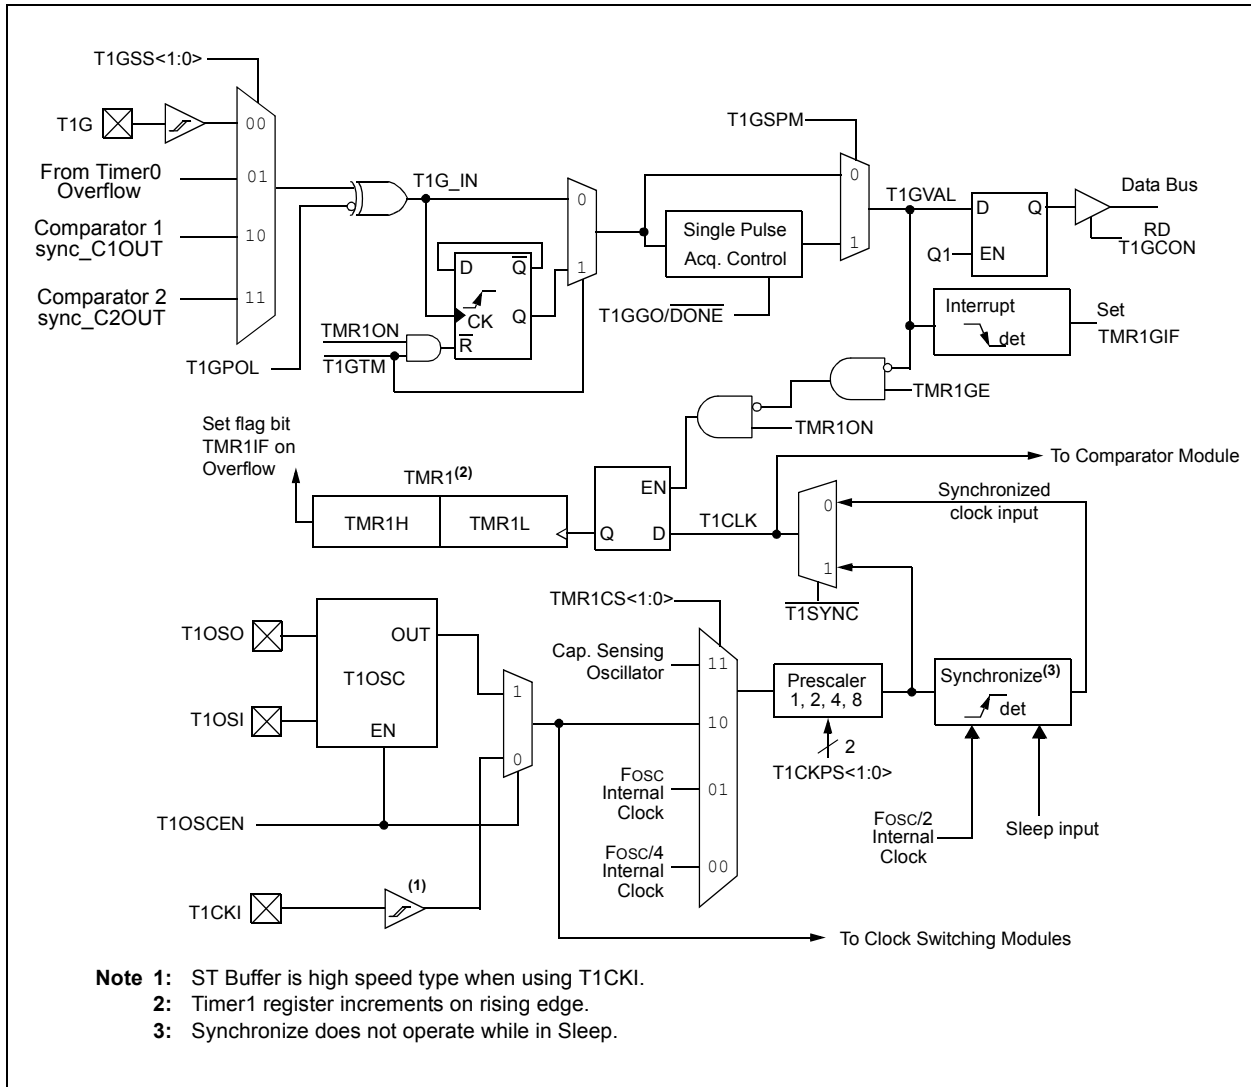 T1GSS<1:0>
T1G
00
From Timer0
Overflow
01
Comparator 1
sync_C1OUT
10
Comparator 2
sync_C2OUT
11
T1GPOL
T1G_IN
0
1
D
Q
CK
Q
R
TMR1ON
T1GTM
T1GSPM
0
1
Single Pulse
Acq. Control
T1GGO/DONE
T1GVAL
D
Q
Q1
EN
Data Bus
RD
T1GCON
Interrupt
det
Set
TMR1GIF
TMR1GE
TMR1ON
Set flag bit
TMR1IF on
Overflow
TMR1(2)
TMR1H
TMR1L
EN
Q
D
T1CLK
To Comparator Module
0
1
Synchronized
clock input
T1SYNC
TMR1CS<1:0>
T1OSO
OUT
T1OSC
T1OSI
EN
1
0
T1OSCEN
T1CKI
(1)
Cap. Sensing
Oscillator
11
10
FOSC
Internal
Clock
01
FOSC/4
Internal
Clock
00
Prescaler
1, 2, 4, 8
2
T1CKPS<1:0>
Synchronize(3)
det
FOSC/2
Internal
Clock
Sleep input
To Clock Switching Modules
Note 1: ST Buffer is high speed type when using T1CKI.
2: Timer1 register increments on rising edge.
3: Synchronize does not operate while in Sleep.